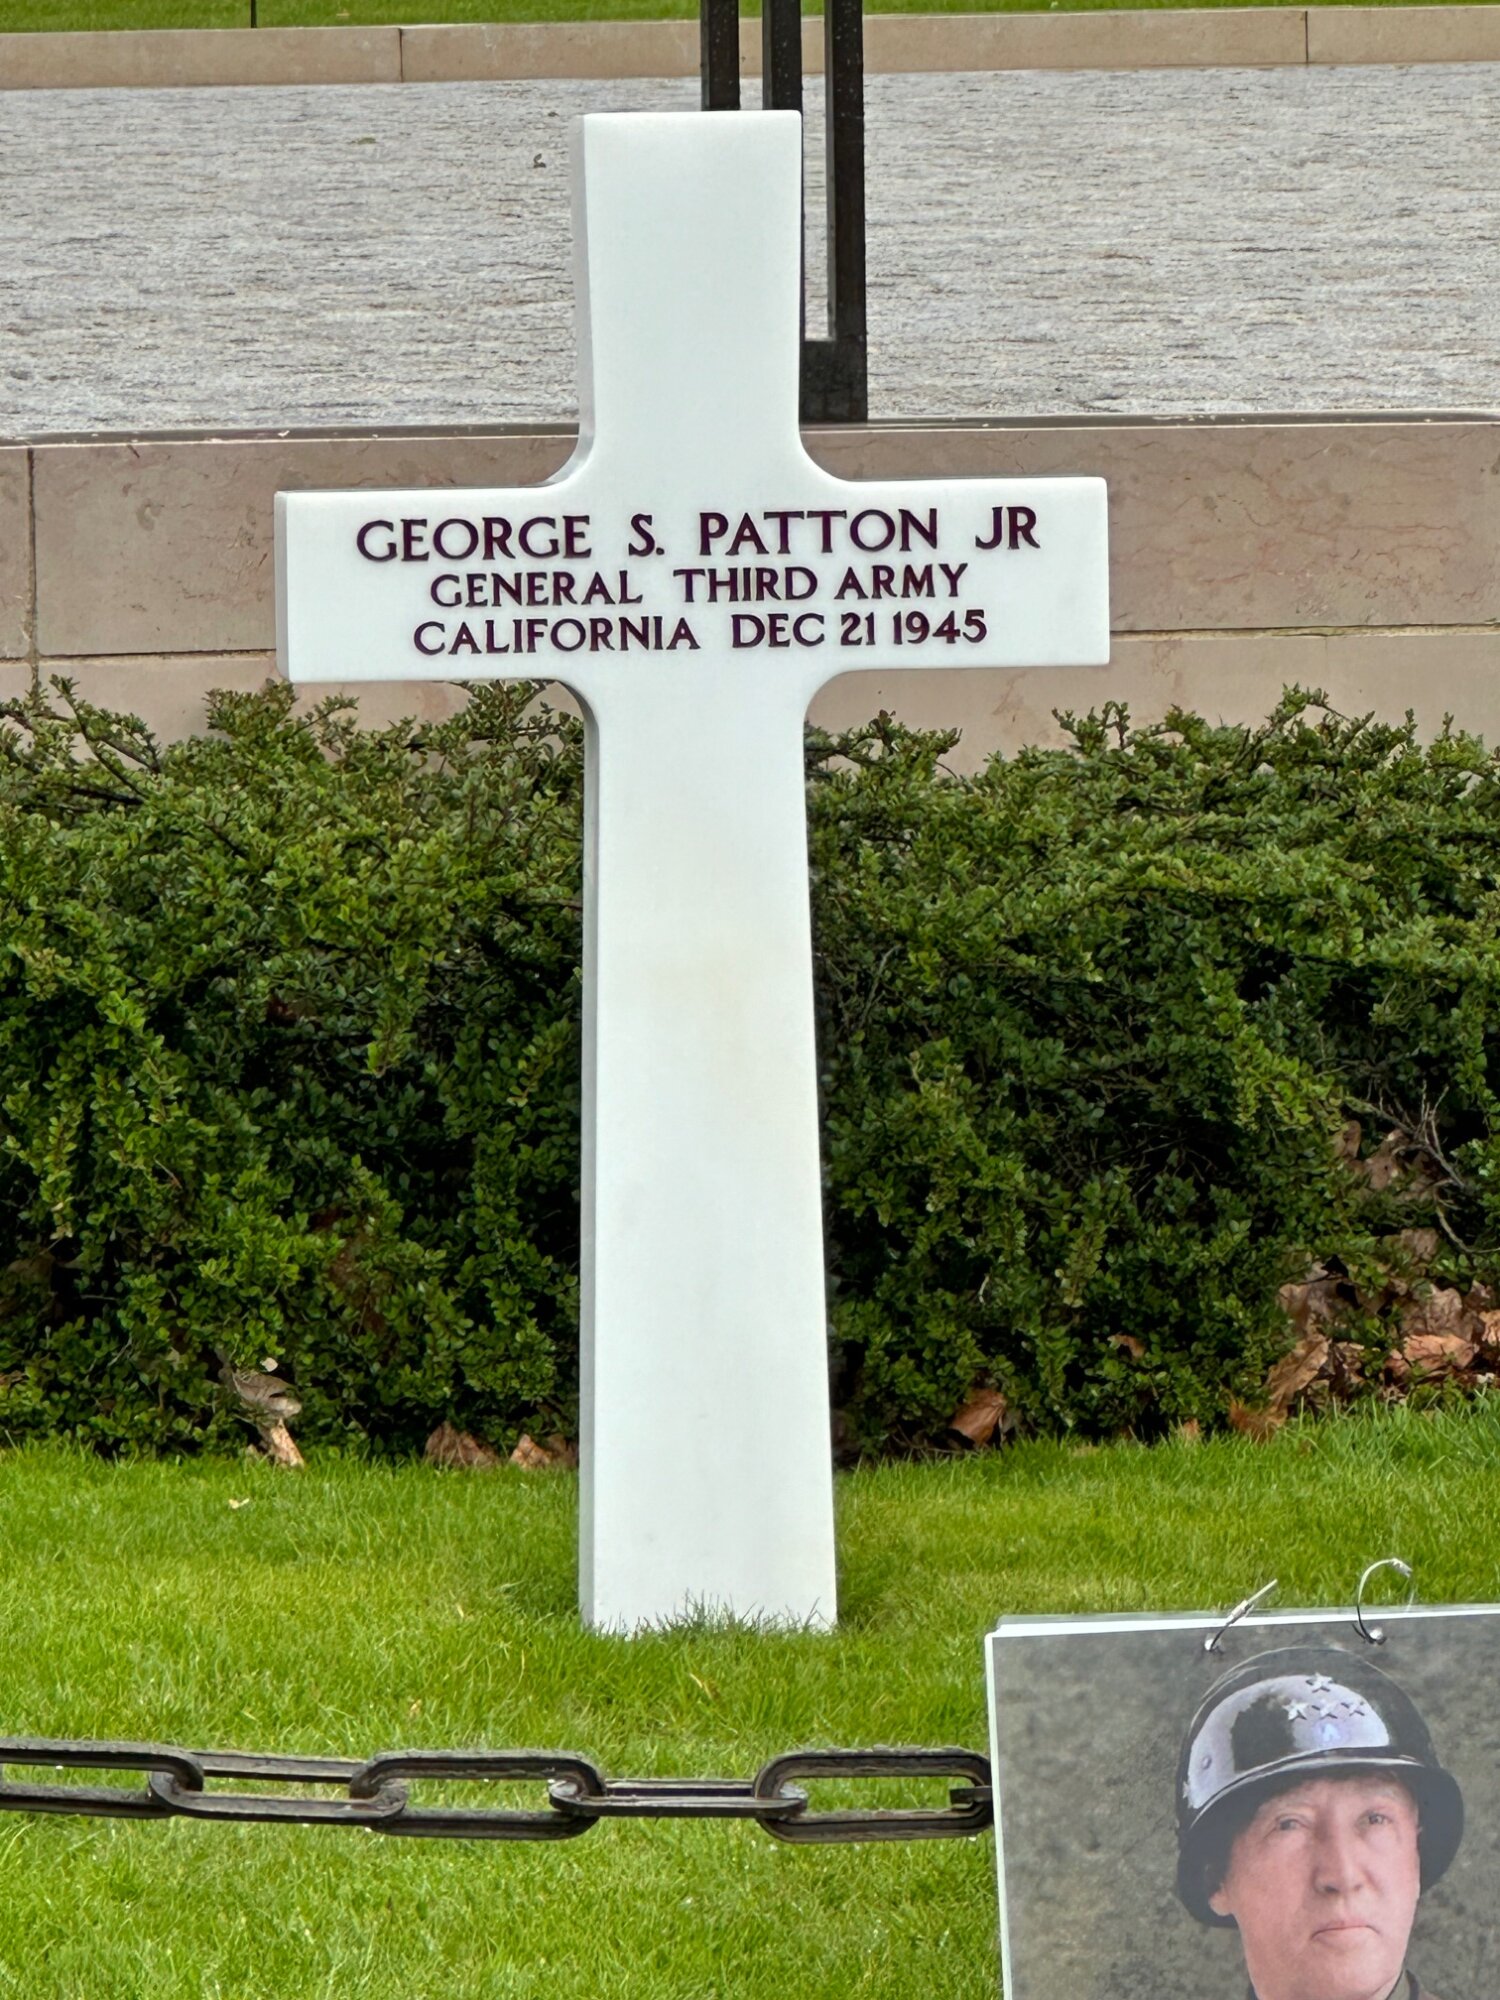 GEORGE S. PATTON JR
GENERAL THIRD ARMY
CALIFORNIA DEC 21 1945